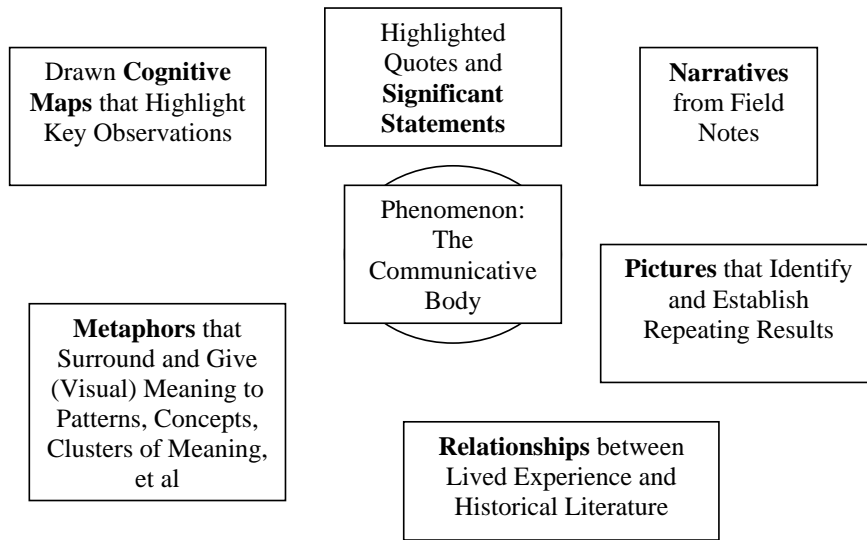 Drawn Cognitive
Maps that Highlight
Key Observations
Highlighted
Quotes and
Significant
Statements
Narratives
from Field
Notes
Phenomenon:
The
Communicative
Body
Pictures that Identify
and Establish
Repeating Results
Metaphors that
Surround and Give
(Visual) Meaning to
Patterns, Concepts,
Clusters of Meaning,
et al
Relationships between
Lived Experience and
Historical Literature